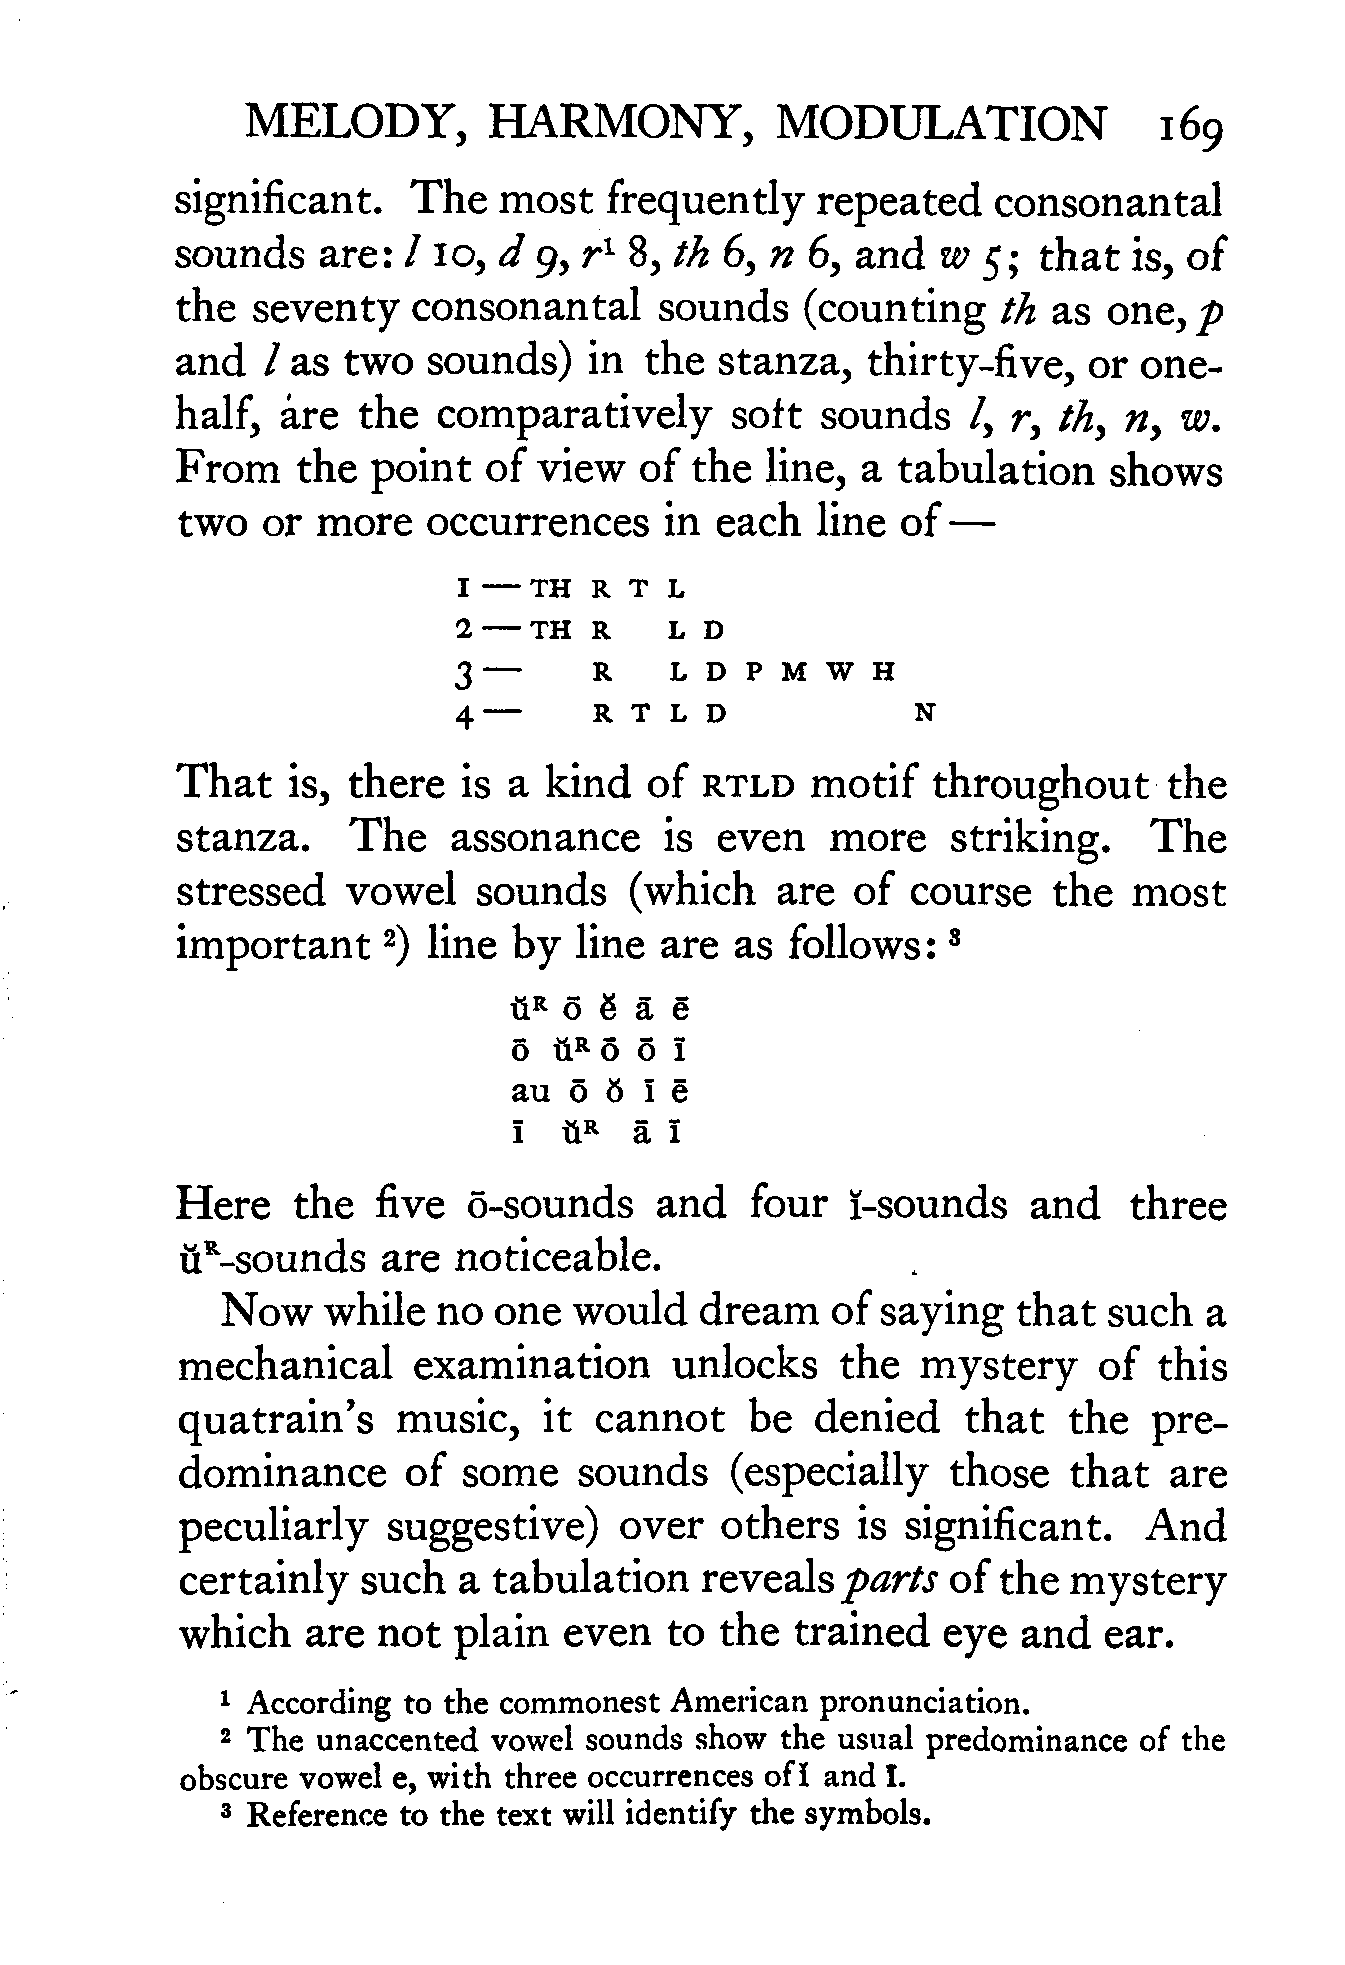 MELODY, HARMONY, MODULATION 169
significant. The most frequently repeated consonantal
sounds are: l 10, d 9, r¹ 8, th 6, n 6, and w 5; that is, of
the seventy consonantal sounds (counting th as one, p
and l as two sounds) in the stanza, thirty-five, or one-
half, are the comparatively soft sounds l, r, th, n, w.
From the point of view of the line, a tabulation shows
two or more occurrences in each line of —
1 — TH R T L
2 — TH R L D
3 — R L D P M W H
4 — R T L D N
That is, there is a kind of RTLD motif throughout the
stanza. The assonance is even more striking. The
stressed vowel sounds (which are of course the most
important ²) line by line are as follows: ³
ŭᴿ ō ĕ ā ē
ō ŭᴿ ō ō ī
au ō ŏ ī ē
ī ŭᴿ ā ī
Here the five ō-sounds and four ĭ-sounds and three
ŭᴿ-sounds are noticeable.
Now while no one would dream of saying that such a
mechanical examination unlocks the mystery of this
quatrain's music, it cannot be denied that the pre-
dominance of some sounds (especially those that are
peculiarly suggestive) over others is significant. And
certainly such a tabulation reveals parts of the mystery
which are not plain even to the trained eye and ear.
¹ According to the commonest American pronunciation.
² The unaccented vowel sounds show the usual predominance of the
obscure vowel e, with three occurrences of ĭ and I.
³ Reference to the text will identify the symbols.